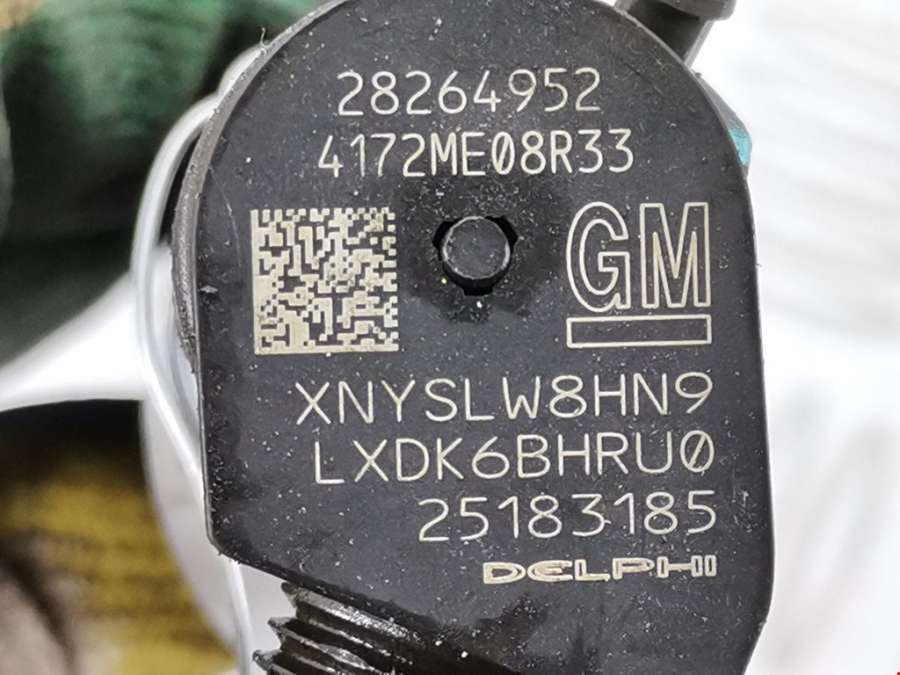 28264952
4172ME08R33
GM
XNYSLW8HN9
LXDK6BHRU0
25183185
DELPHI